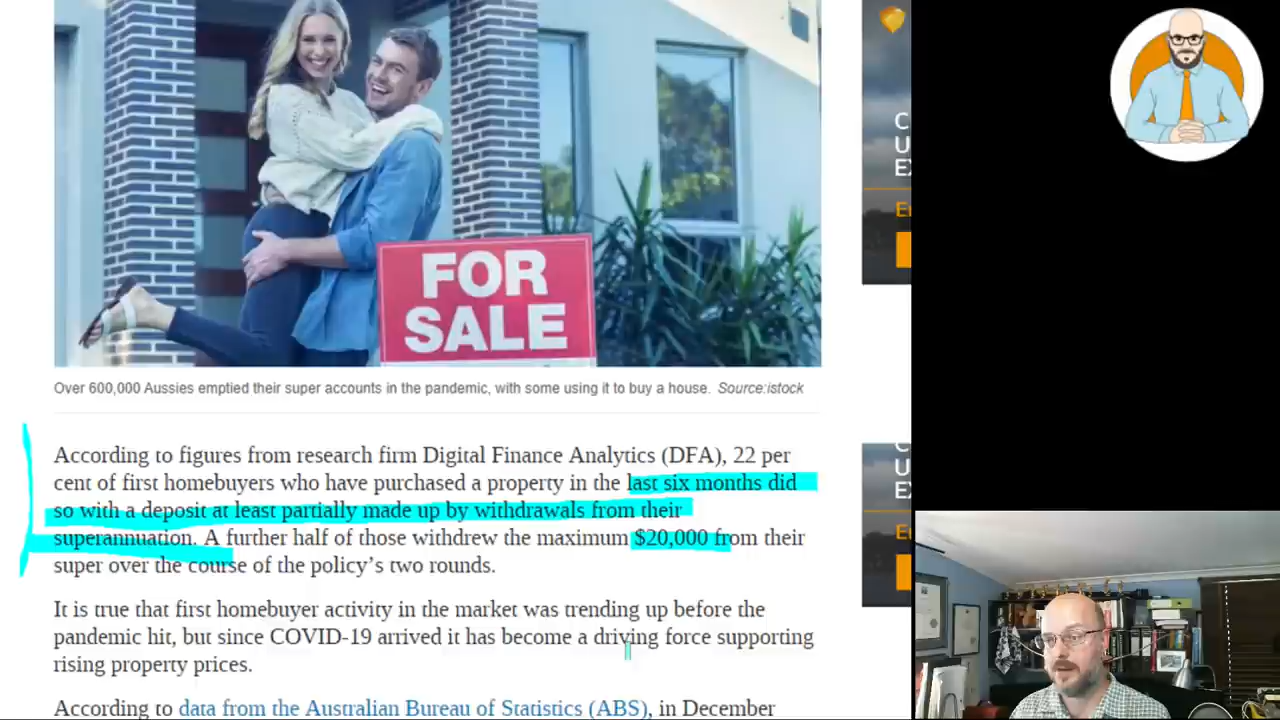 FOR
SALE
Over 600,000 Aussies emptied their super accounts in the pandemic, with some using it to buy a house. Source:istock
According to figures from research firm Digital Finance Analytics (DFA), 22 per
cent of first homebuyers who have purchased a property in the last six months did
so with a deposit at least partially made up by withdrawals from their
superannuation. A further half of those withdrew the maximum $20,000 from their
super over the course of the policy’s two rounds.
It is true that first homebuyer activity in the market was trending up before the
pandemic hit, but since COVID-19 arrived it has become a driving force supporting
rising property prices.
According to data from the Australian Bureau of Statistics (ABS), in December